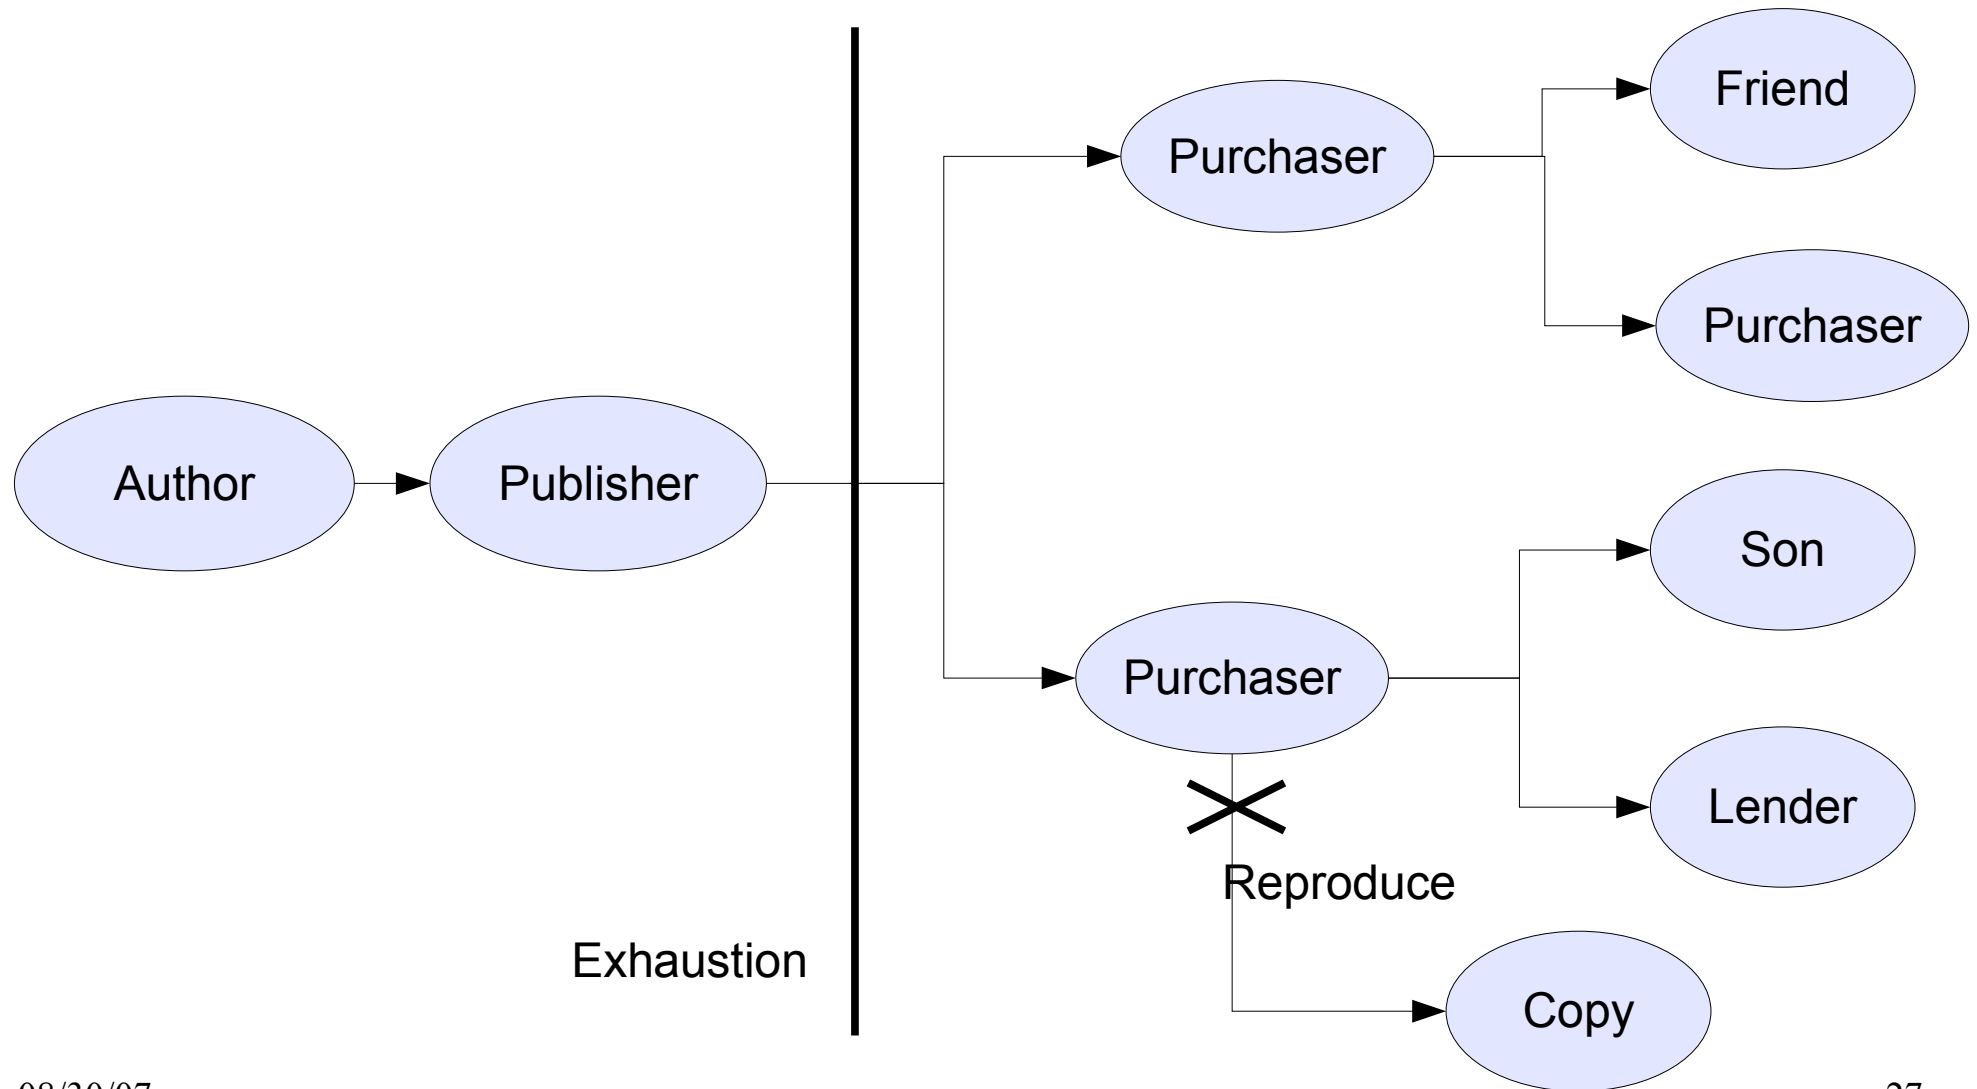 Friend
Purchaser
Purchaser
Author
Publisher
Son
Purchaser
Lender
Reproduce
Exhaustion
Copy